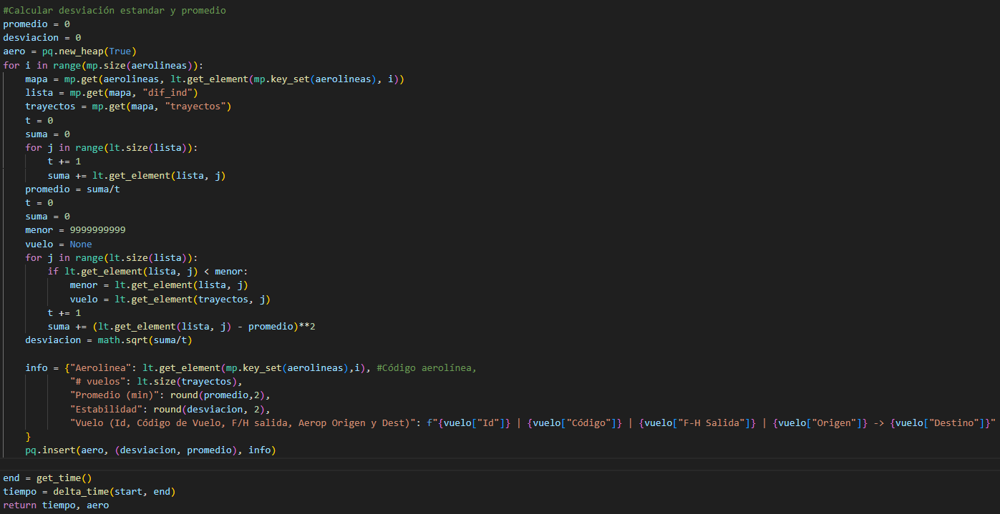 #Calcular desviación estandar y promedio
promedio = 0
desviacion = 0
aero = pq.new_heap(True)
for i in range(mp.size(aerolineas)):
    mapa = mp.get(aerolineas, lt.get_element(mp.key_set(aerolineas), i))
    lista = mp.get(mapa, "dif_ind")
    trayectos = mp.get(mapa, "trayectos")
    t = 0
    suma = 0
    for j in range(lt.size(lista)):
        t += 1
        suma += lt.get_element(lista, j)
    promedio = suma/t
    t = 0
    suma = 0
    menor = 9999999999
    vuelo = None
    for j in range(lt.size(lista)):
        if lt.get_element(lista, j) < menor:
            menor = lt.get_element(lista, j)
            vuelo = lt.get_element(trayectos, j)
        t += 1
        suma += (lt.get_element(lista, j) - promedio)**2
    desviacion = math.sqrt(suma/t)
    info = {"Aerolinea": lt.get_element(mp.key_set(aerolineas),i), #Código aerolínea,
            "# vuelos": lt.size(trayectos),
            "Promedio (min)": round(promedio,2),
            "Estabilidad": round(desviacion, 2),
            "Vuelo (Id, Código de Vuelo, F/H salida, Aerop Origen y Dest)": f"{vuelo["Id"]} | {vuelo["Código"]} | {vuelo["F-H Salida"]} | {vuelo["Origen"]} -> {vuelo["Destino"]}"
    }
    pq.insert(aero, (desviacion, promedio), info)
end = get_time()
tiempo = delta_time(start, end)
return tiempo, aero